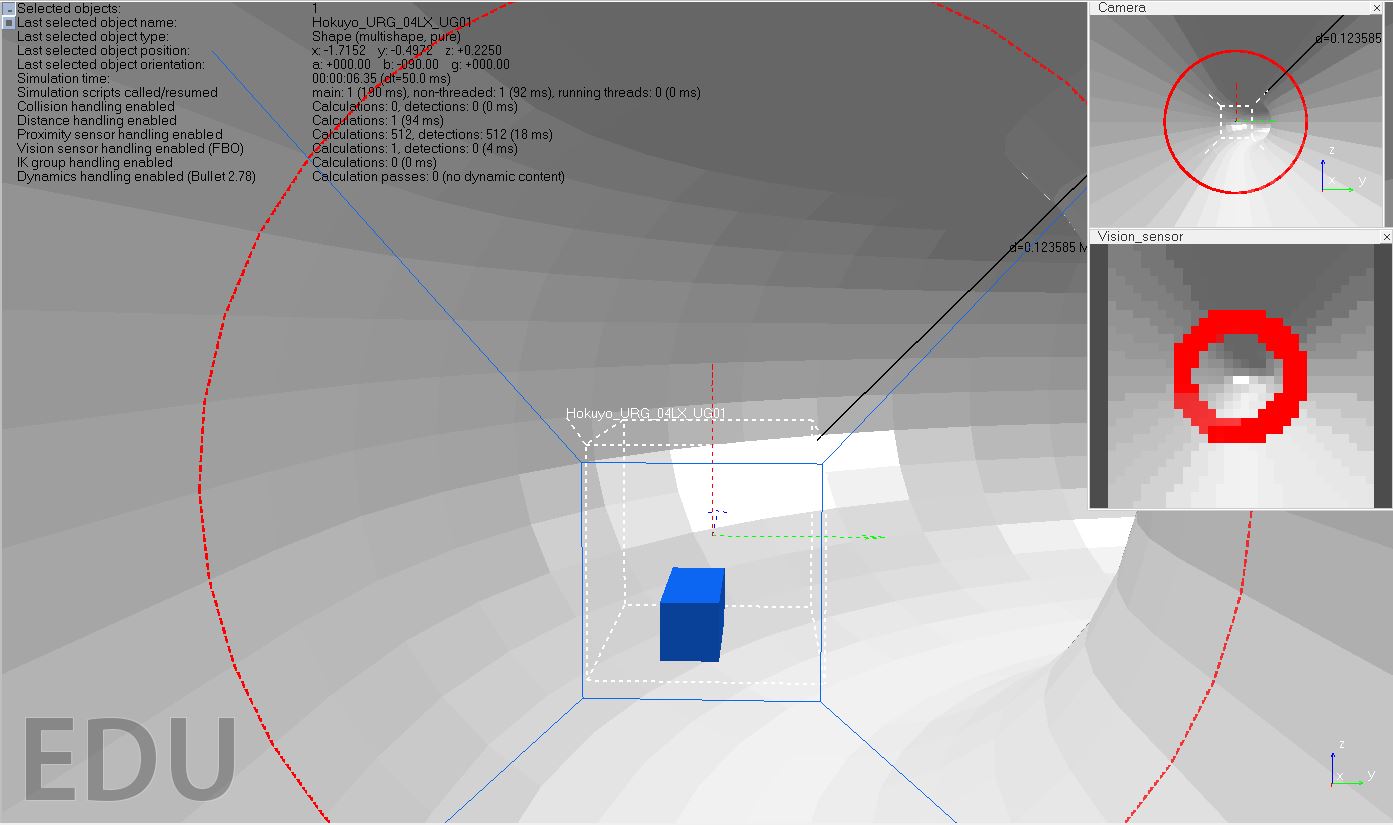 Selected objects: 1
Last selected object name: Hokuyo_URG_04LX_UG01
Last selected object type: Shape (multishape, pure)
Last selected object position: x: -1.7152 y: -0.4972 z: +0.2250
Last selected object orientation: a: +000.00 b: -090.00 g: +000.00
Simulation time: 00:00:06.35 (dt=50.0 ms)
Simulation scripts called/resumed main: 1 (190 ms), non-threaded: 1 (92 ms), running threads: 0 (0 ms)
Collision handling enabled Calculations: 0, detections: 0 (0 ms)
Distance handling enabled Calculations: 1 (94 ms)
Proximity sensor handling enabled Calculations: 512, detections: 512 (18 ms)
Vision sensor handling enabled (FBO) Calculations: 1, detections: 0 (4 ms)
IK group handling enabled Calculations: 0 (0 ms)
Dynamics handling enabled (Bullet 2.78) Calculation passes: 0 (no dynamic content)
Camera
d=0.123585
z
x y
Vision_sensor
d=0.123585 M
Hokuyo_URG_04LX_UG01
EDU
z
x y